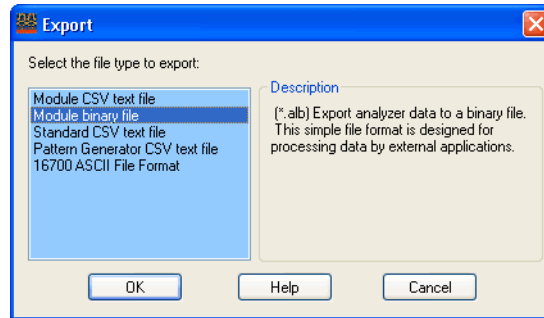 Export
Select the file type to export:
Module CSV text file
Module binary file
Standard CSV text file
Pattern Generator CSV text file
16700 ASCII File Format
Description
(*.alb) Export analyzer data to a binary file.
This simple file format is designed for
processing data by external applications.
OK
Help
Cancel